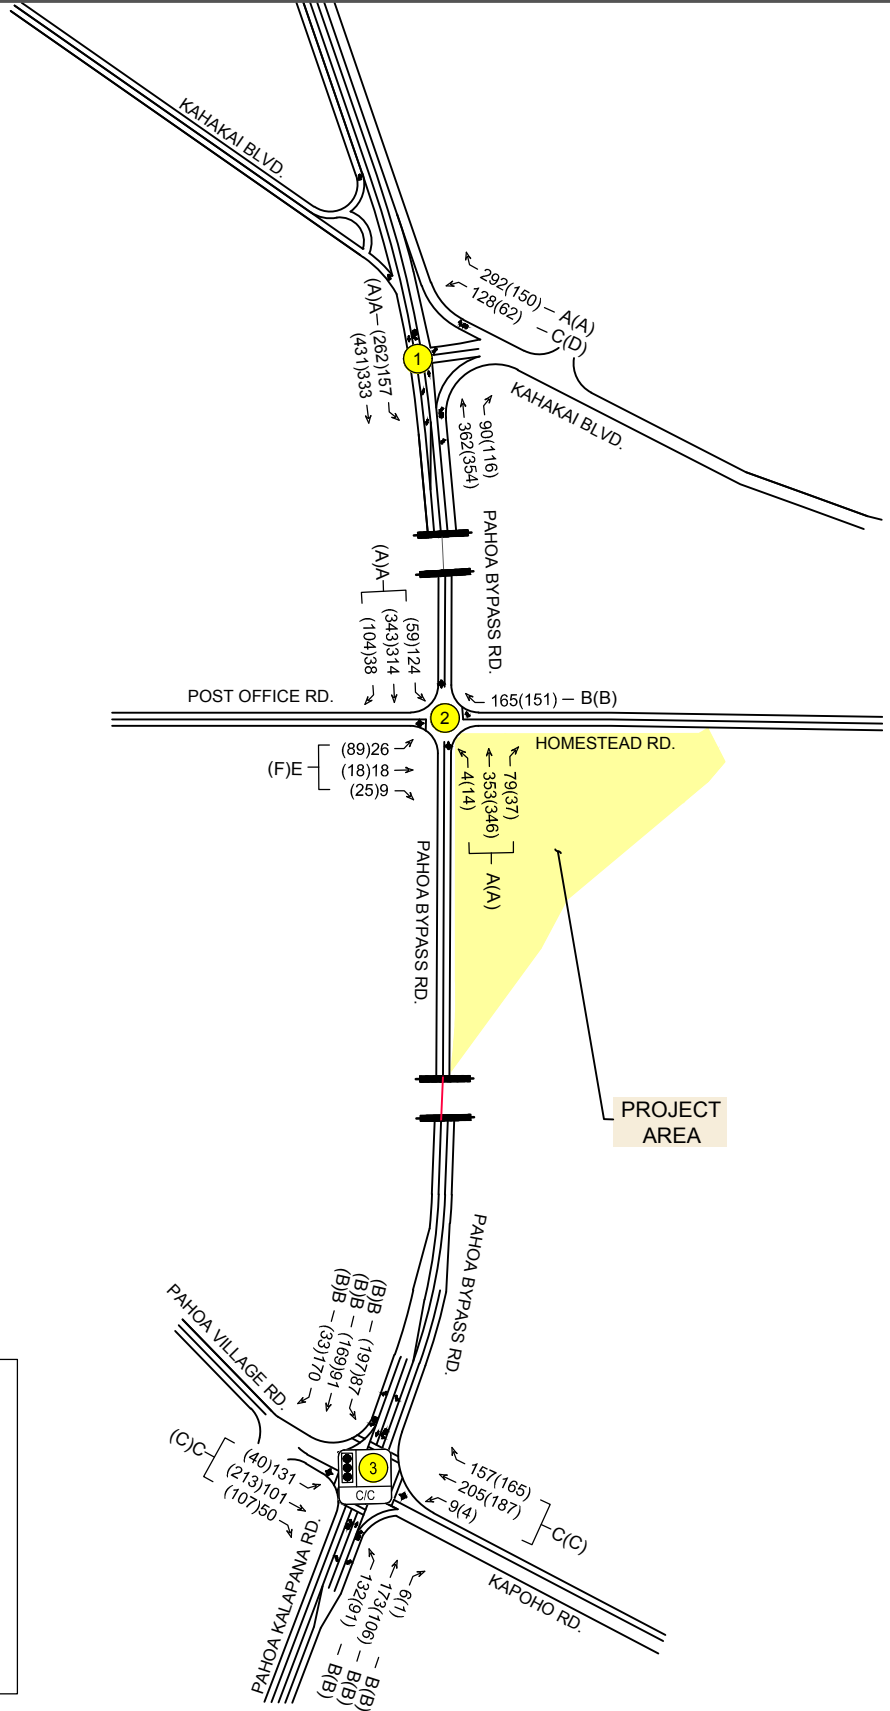 KAHAKAI BLVD.
292(150) – A(A)
128(62) – C(D)
(A)A – (262)157
(431)333
1
KAHAKAI BLVD.
90(116)
362(354)
PAHOA BYPASS RD.
(A)A
(59)124
(343)314
(104)38
POST OFFICE RD.
165(151) – B(B)
2
HOMESTEAD RD.
(F)E
(89)26
(18)18
(25)9
79(37)
353(346)
4(14)
A(A)
PAHOA BYPASS RD.
PROJECT
AREA
PAHOA BYPASS RD.
PAHOA VILLAGE RD.
(B)B – (197)87
(B)B – (169)91
(B)B – (33)170
(C)C
(40)131
(213)101
(107)50
3
C/C
157(165)
205(187)
9(4)
C(C)
KAPOHO RD.
PAHOA KALAPANA RD.
6(1) – B(B)
173(106) – B(B)
132(91) – B(B)